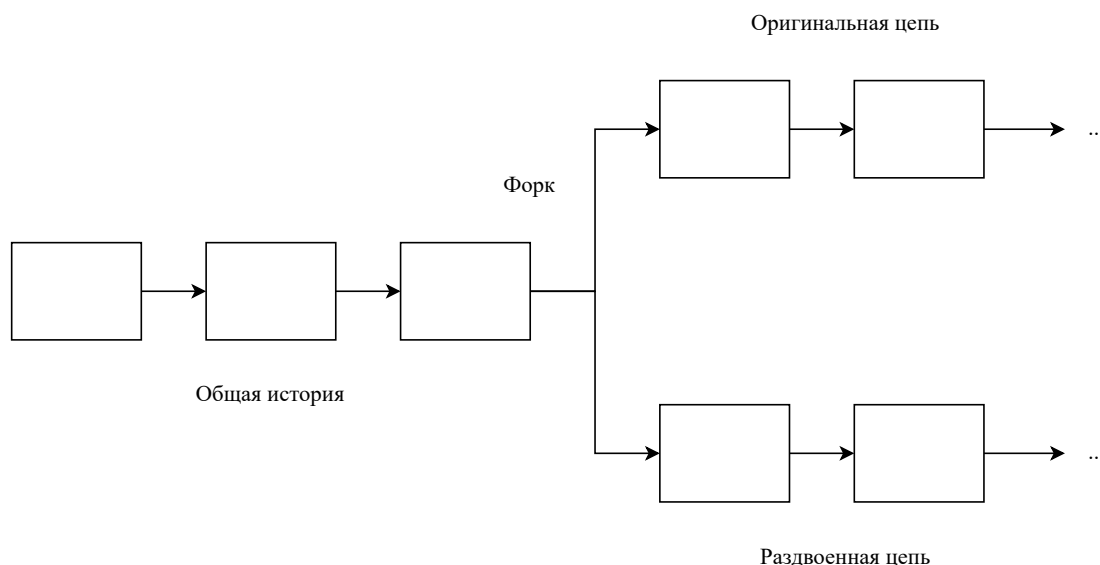 Оригинальная цепь
..
Форк
Общая история
..
Раздвоенная цепь